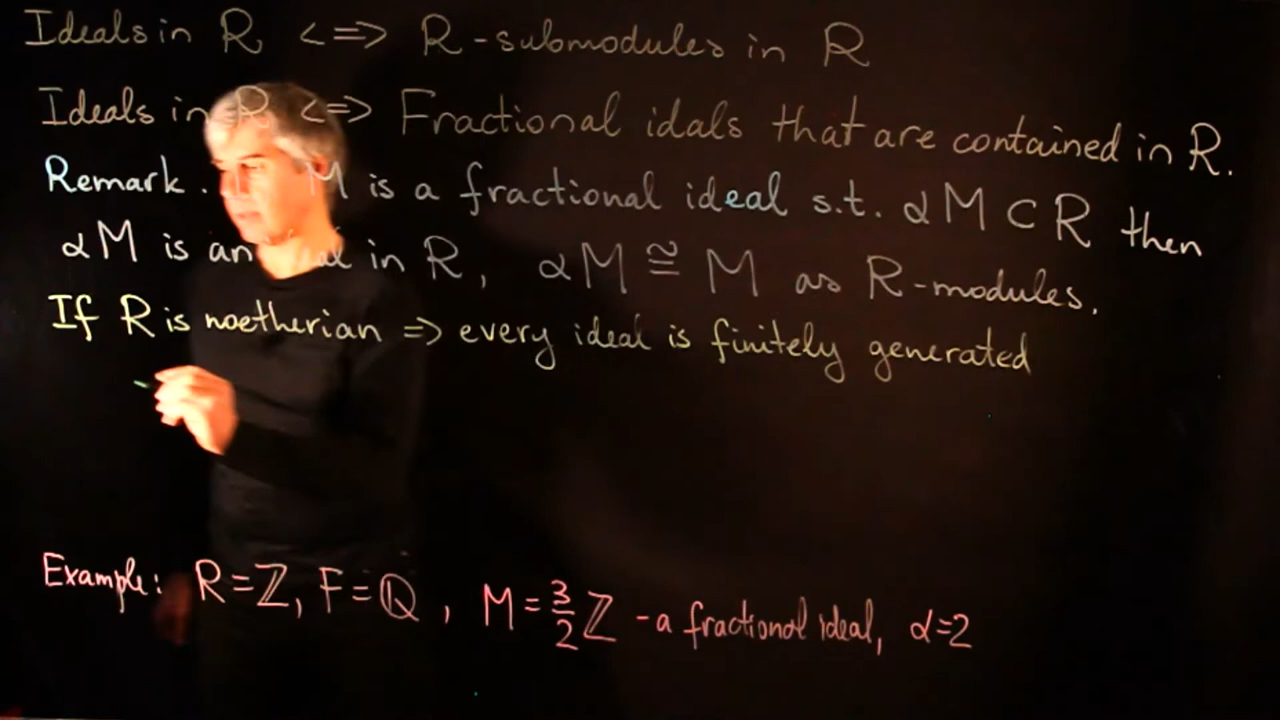 Ideals in R <=> R-submodules in R
Ideals in R <=> Fractional idals that are contained in R.
Remark. M is a fractional ideal s.t. αM ⊂ R then
αM is an in R, αM ≅ M as R-modules.
If R is noetherian => every ideal is finitely generated
Example: R=ℤ, F=ℚ, M=3/2 ℤ - a fractional ideal, α=2